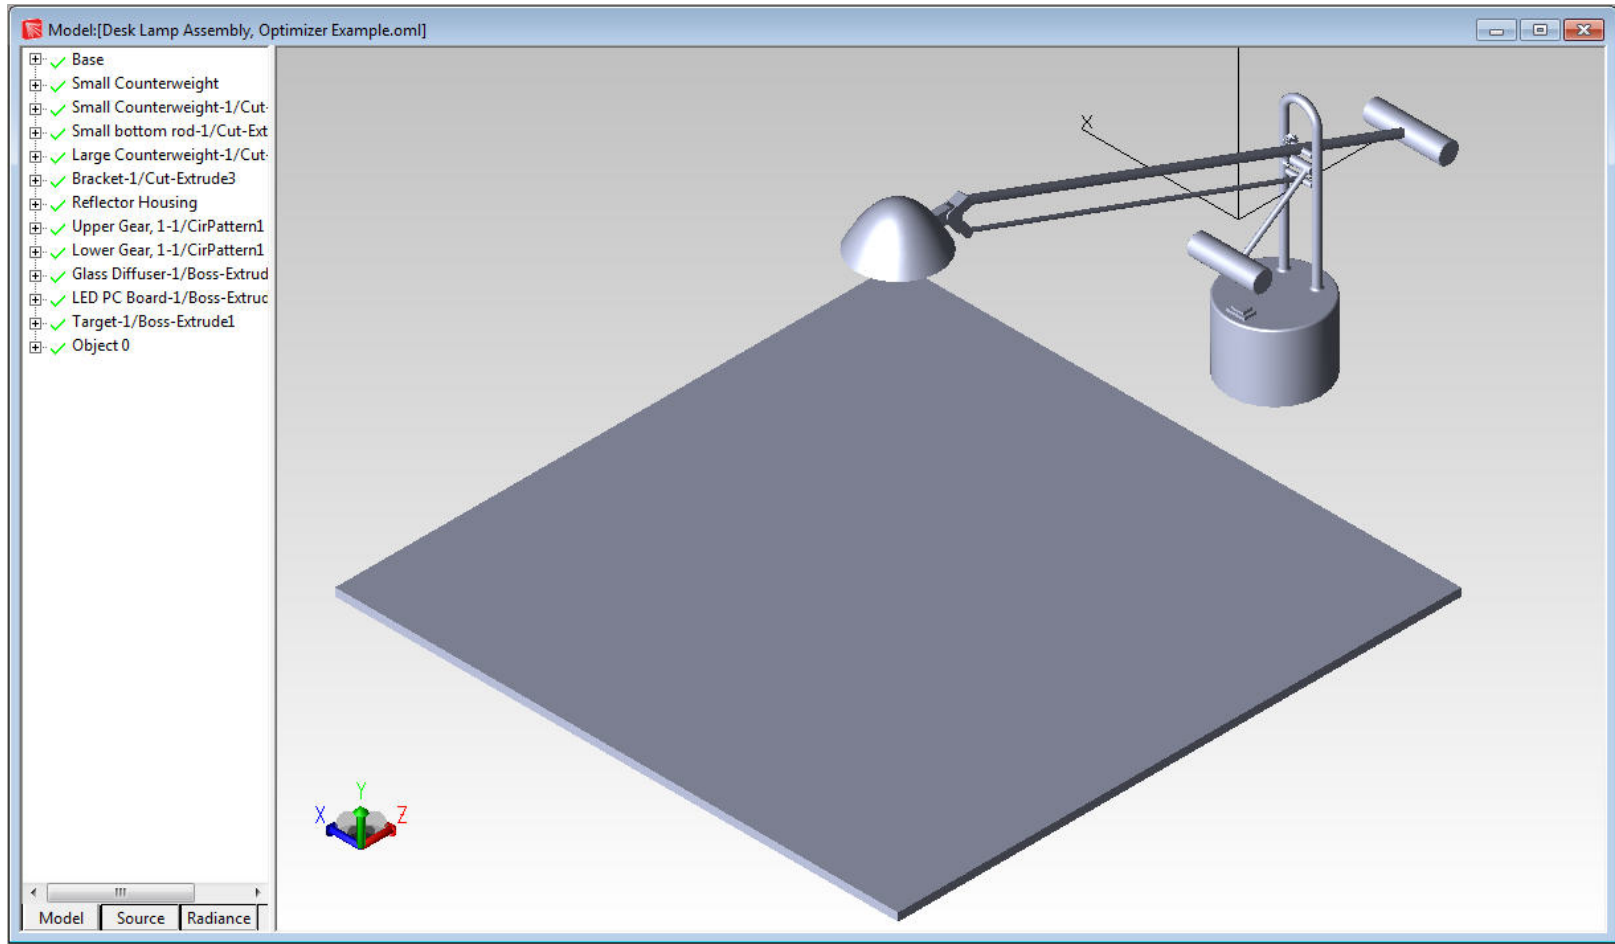 Model:[Desk Lamp Assembly, Optimizer Example.oml]
Base
Small Counterweight
Small Counterweight-1/Cut-
Small bottom rod-1/Cut-Ext
Large Counterweight-1/Cut-
Bracket-1/Cut-Extrude3
Reflector Housing
Upper Gear, 1-1/CirPattern1
Lower Gear, 1-1/CirPattern1
Glass Diffuser-1/Boss-Extrud
LED PC Board-1/Boss-Extruc
Target-1/Boss-Extrude1
Object 0
X
Y
X Z
Model Source Radiance